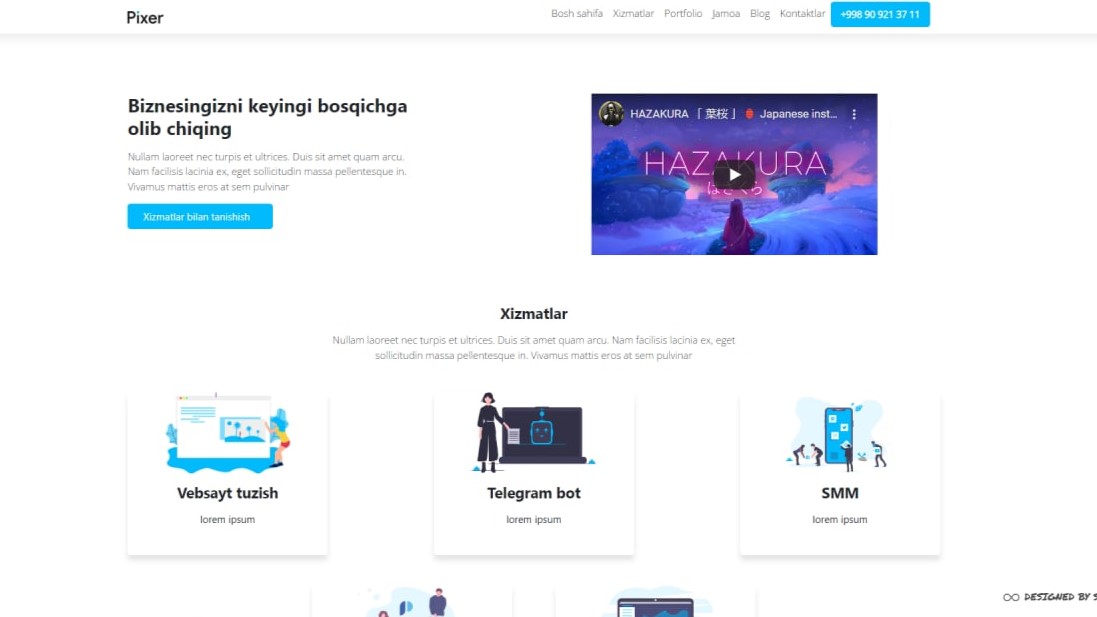 Pixer
Bosh sahifa Xizmatlar Portfolio Jamoa Blog Kontaktlar +998 90 921 37 11
Biznesingizni keyingi bosqichga
olib chiqing
Nullam laoreet nec turpis et ultrices. Duis sit amet quam arcu.
Nam facilisis lacinia ex, eget sollicitudin massa pellentesque in.
Vivamus mattis eros at sem pulvinar
Xizmatlar bilan tanishish
HAZAKURA 「 葉桜 」 🏮 Japanese inst...
HAZAKURA
はざくら
Xizmatlar
Nullam laoreet nec turpis et ultrices. Duis sit amet quam arcu. Nam facilisis lacinia ex, eget
sollicitudin massa pellentesque in. Vivamus mattis eros at sem pulvinar
Vebsayt tuzish
lorem ipsum
Telegram bot
lorem ipsum
SMM
lorem ipsum
DESIGNED BY S